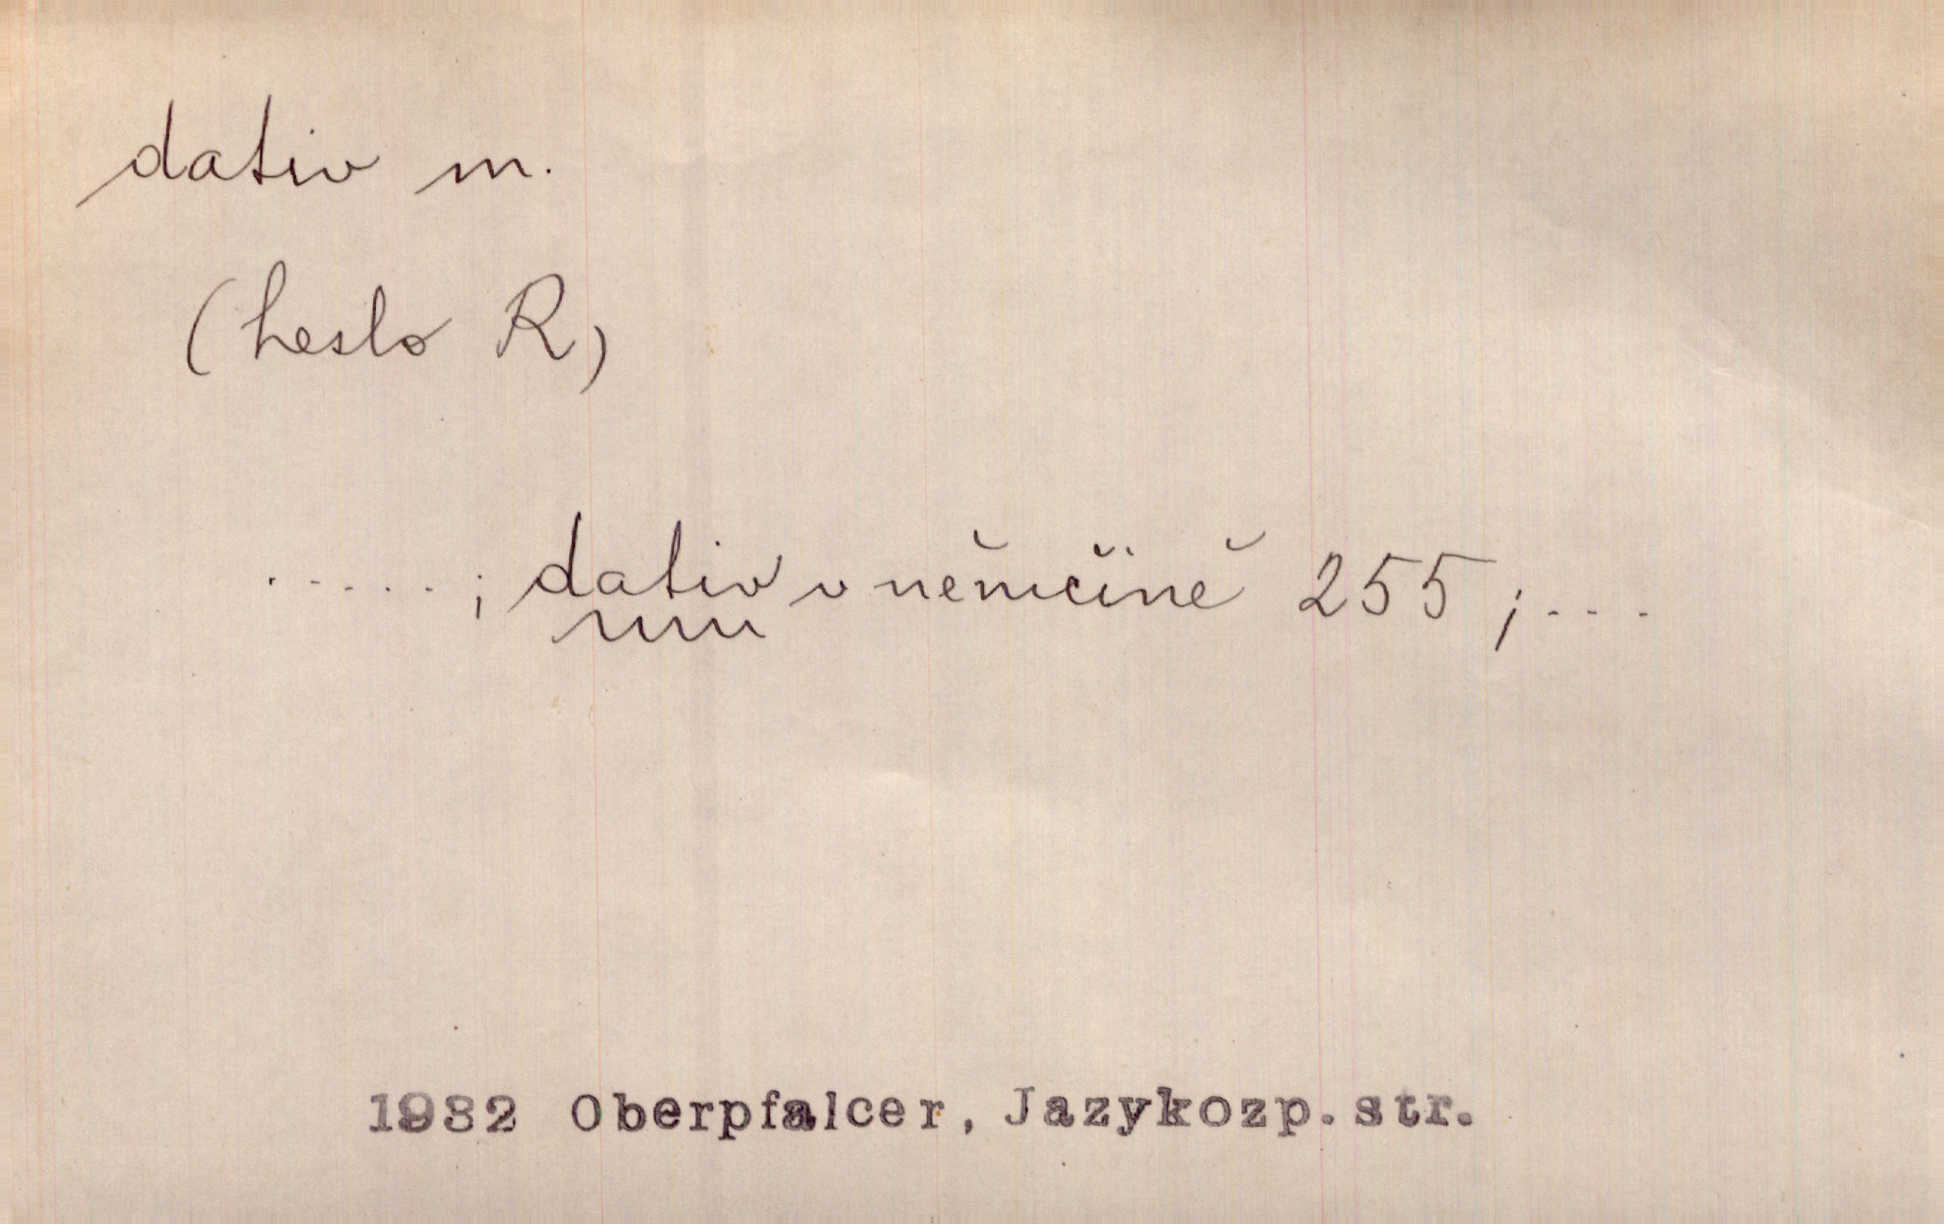 dativ m.
(heslo R)
.....; dativ v němčině 255;...
1932 Oberpfalcer, Jazykozp. str.